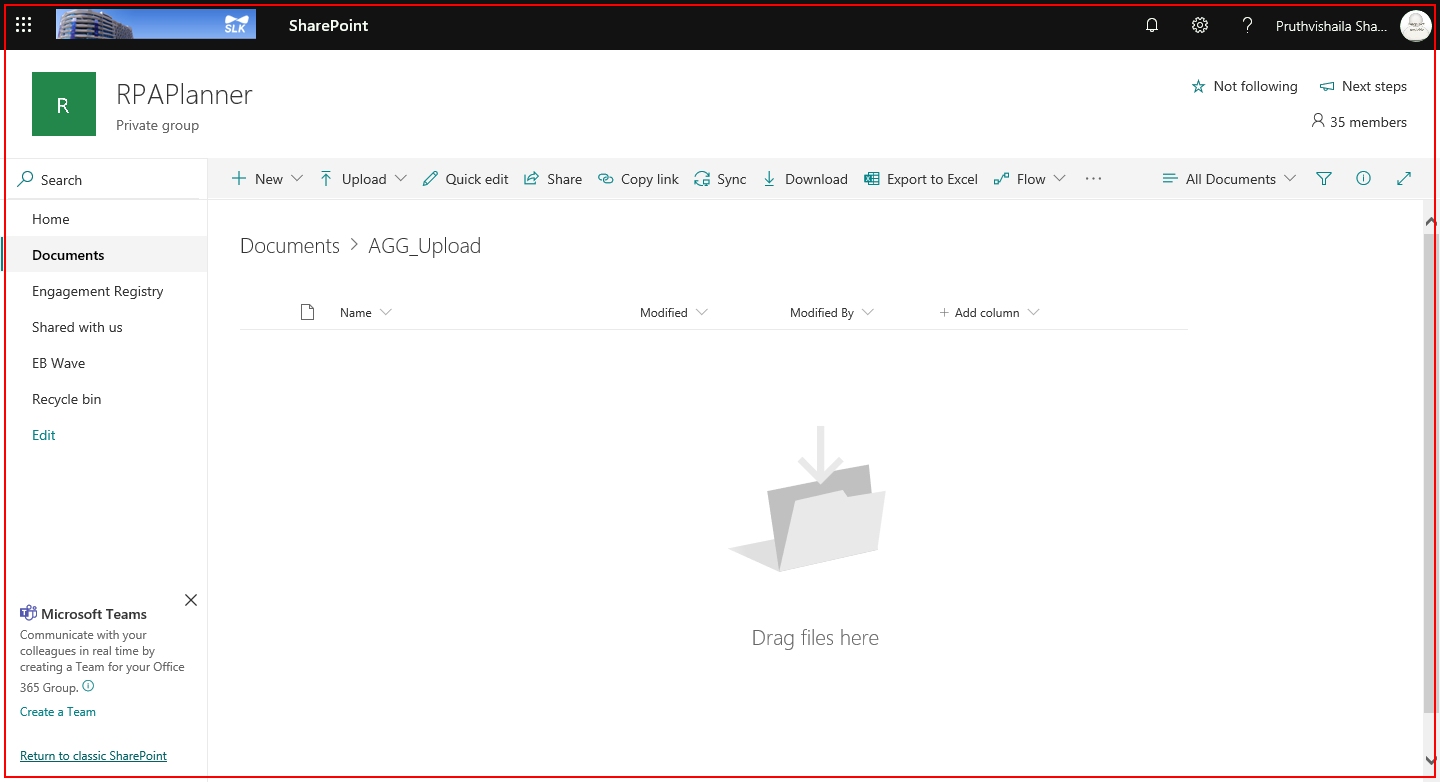 SLK
SharePoint
Pruthvishaila Sha...
R
RPAPlanner
Private group
Not following
Next steps
35 members
Search
New
Upload
Quick edit
Share
Copy link
Sync
Download
Export to Excel
Flow
All Documents
Home
Documents
Engagement Registry
Shared with us
EB Wave
Recycle bin
Edit
Documents > AGG_Upload
Name
Modified
Modified By
+ Add column
Drag files here
Microsoft Teams
Communicate with your
colleagues in real time by
creating a Team for your Office
365 Group.
Create a Team
Return to classic SharePoint